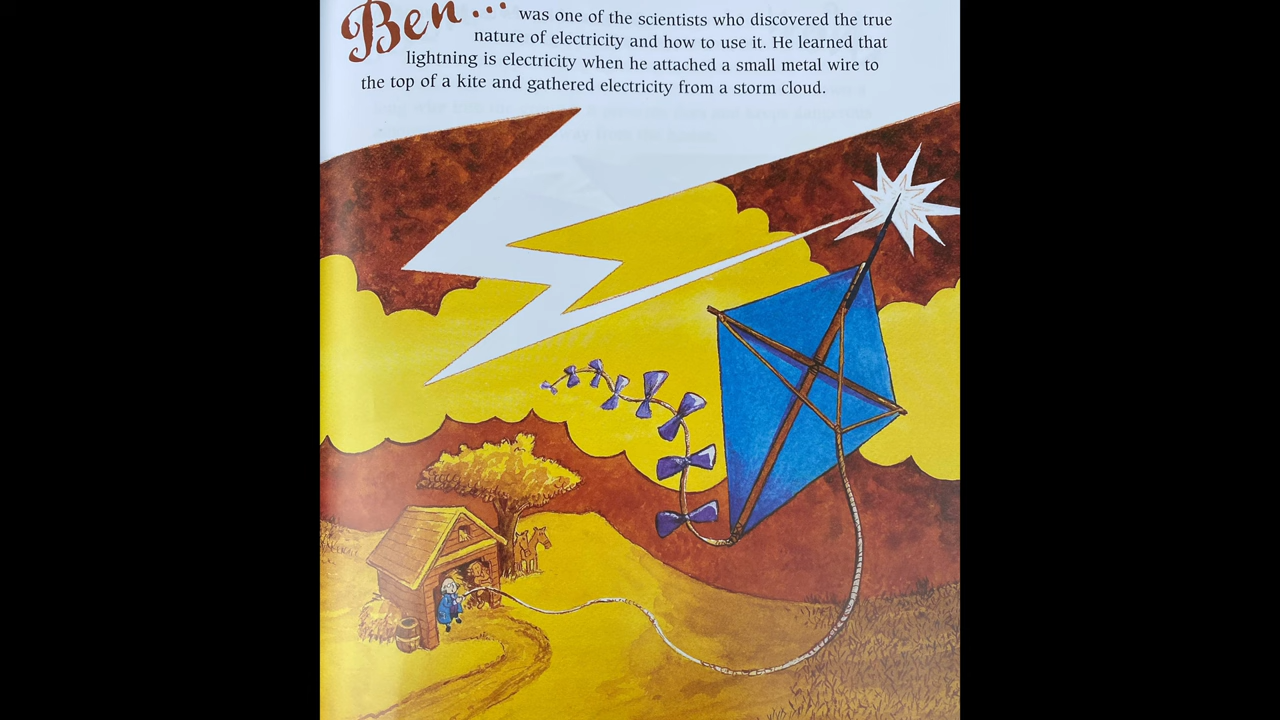 Ben... was one of the scientists who discovered the true
nature of electricity and how to use it. He learned that
lightning is electricity when he attached a small metal wire to
the top of a kite and gathered electricity from a storm cloud.